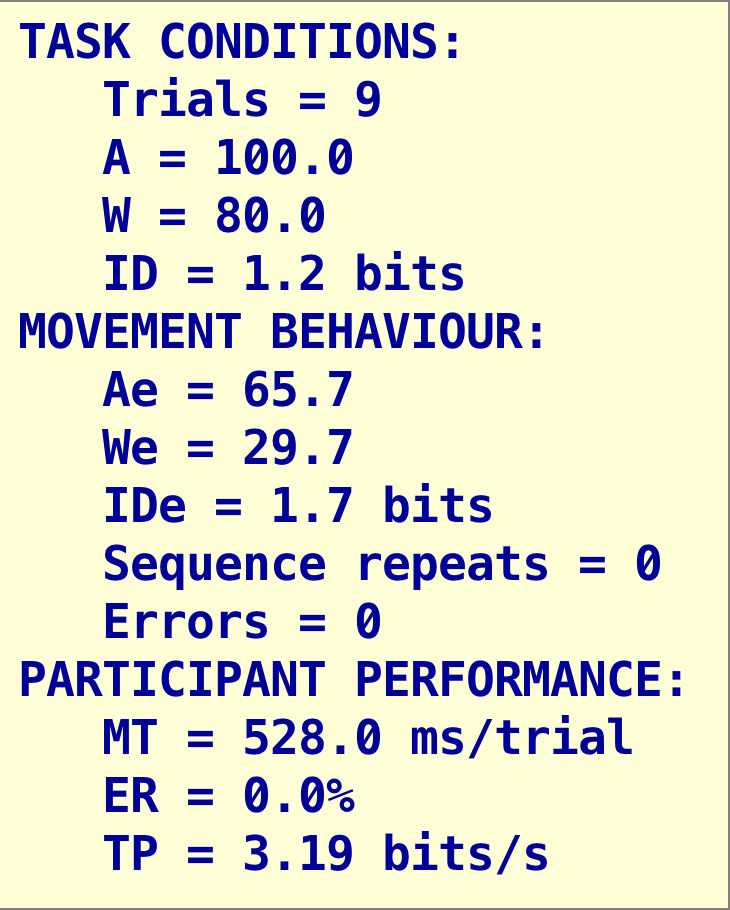 TASK CONDITIONS:
Trials = 9
A = 100.0
W = 80.0
ID = 1.2 bits
MOVEMENT BEHAVIOUR:
Ae = 65.7
We = 29.7
IDe = 1.7 bits
Sequence repeats = 0
Errors = 0
PARTICIPANT PERFORMANCE:
MT = 528.0 ms/trial
ER = 0.0%
TP = 3.19 bits/s